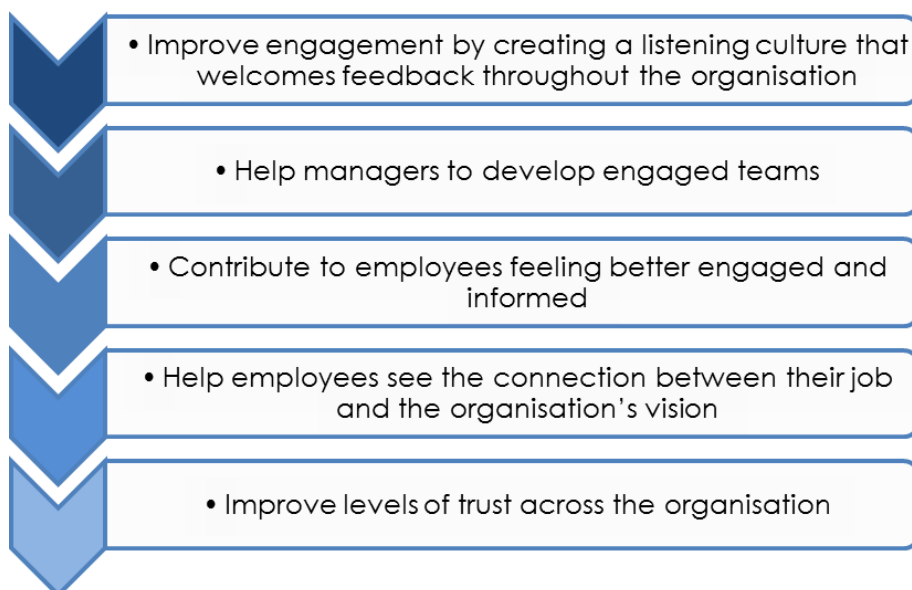 • Improve engagement by creating a listening culture that
welcomes feedback throughout the organisation
• Help managers to develop engaged teams
• Contribute to employees feeling better engaged and
informed
• Help employees see the connection between their job
and the organisation’s vision
• Improve levels of trust across the organisation